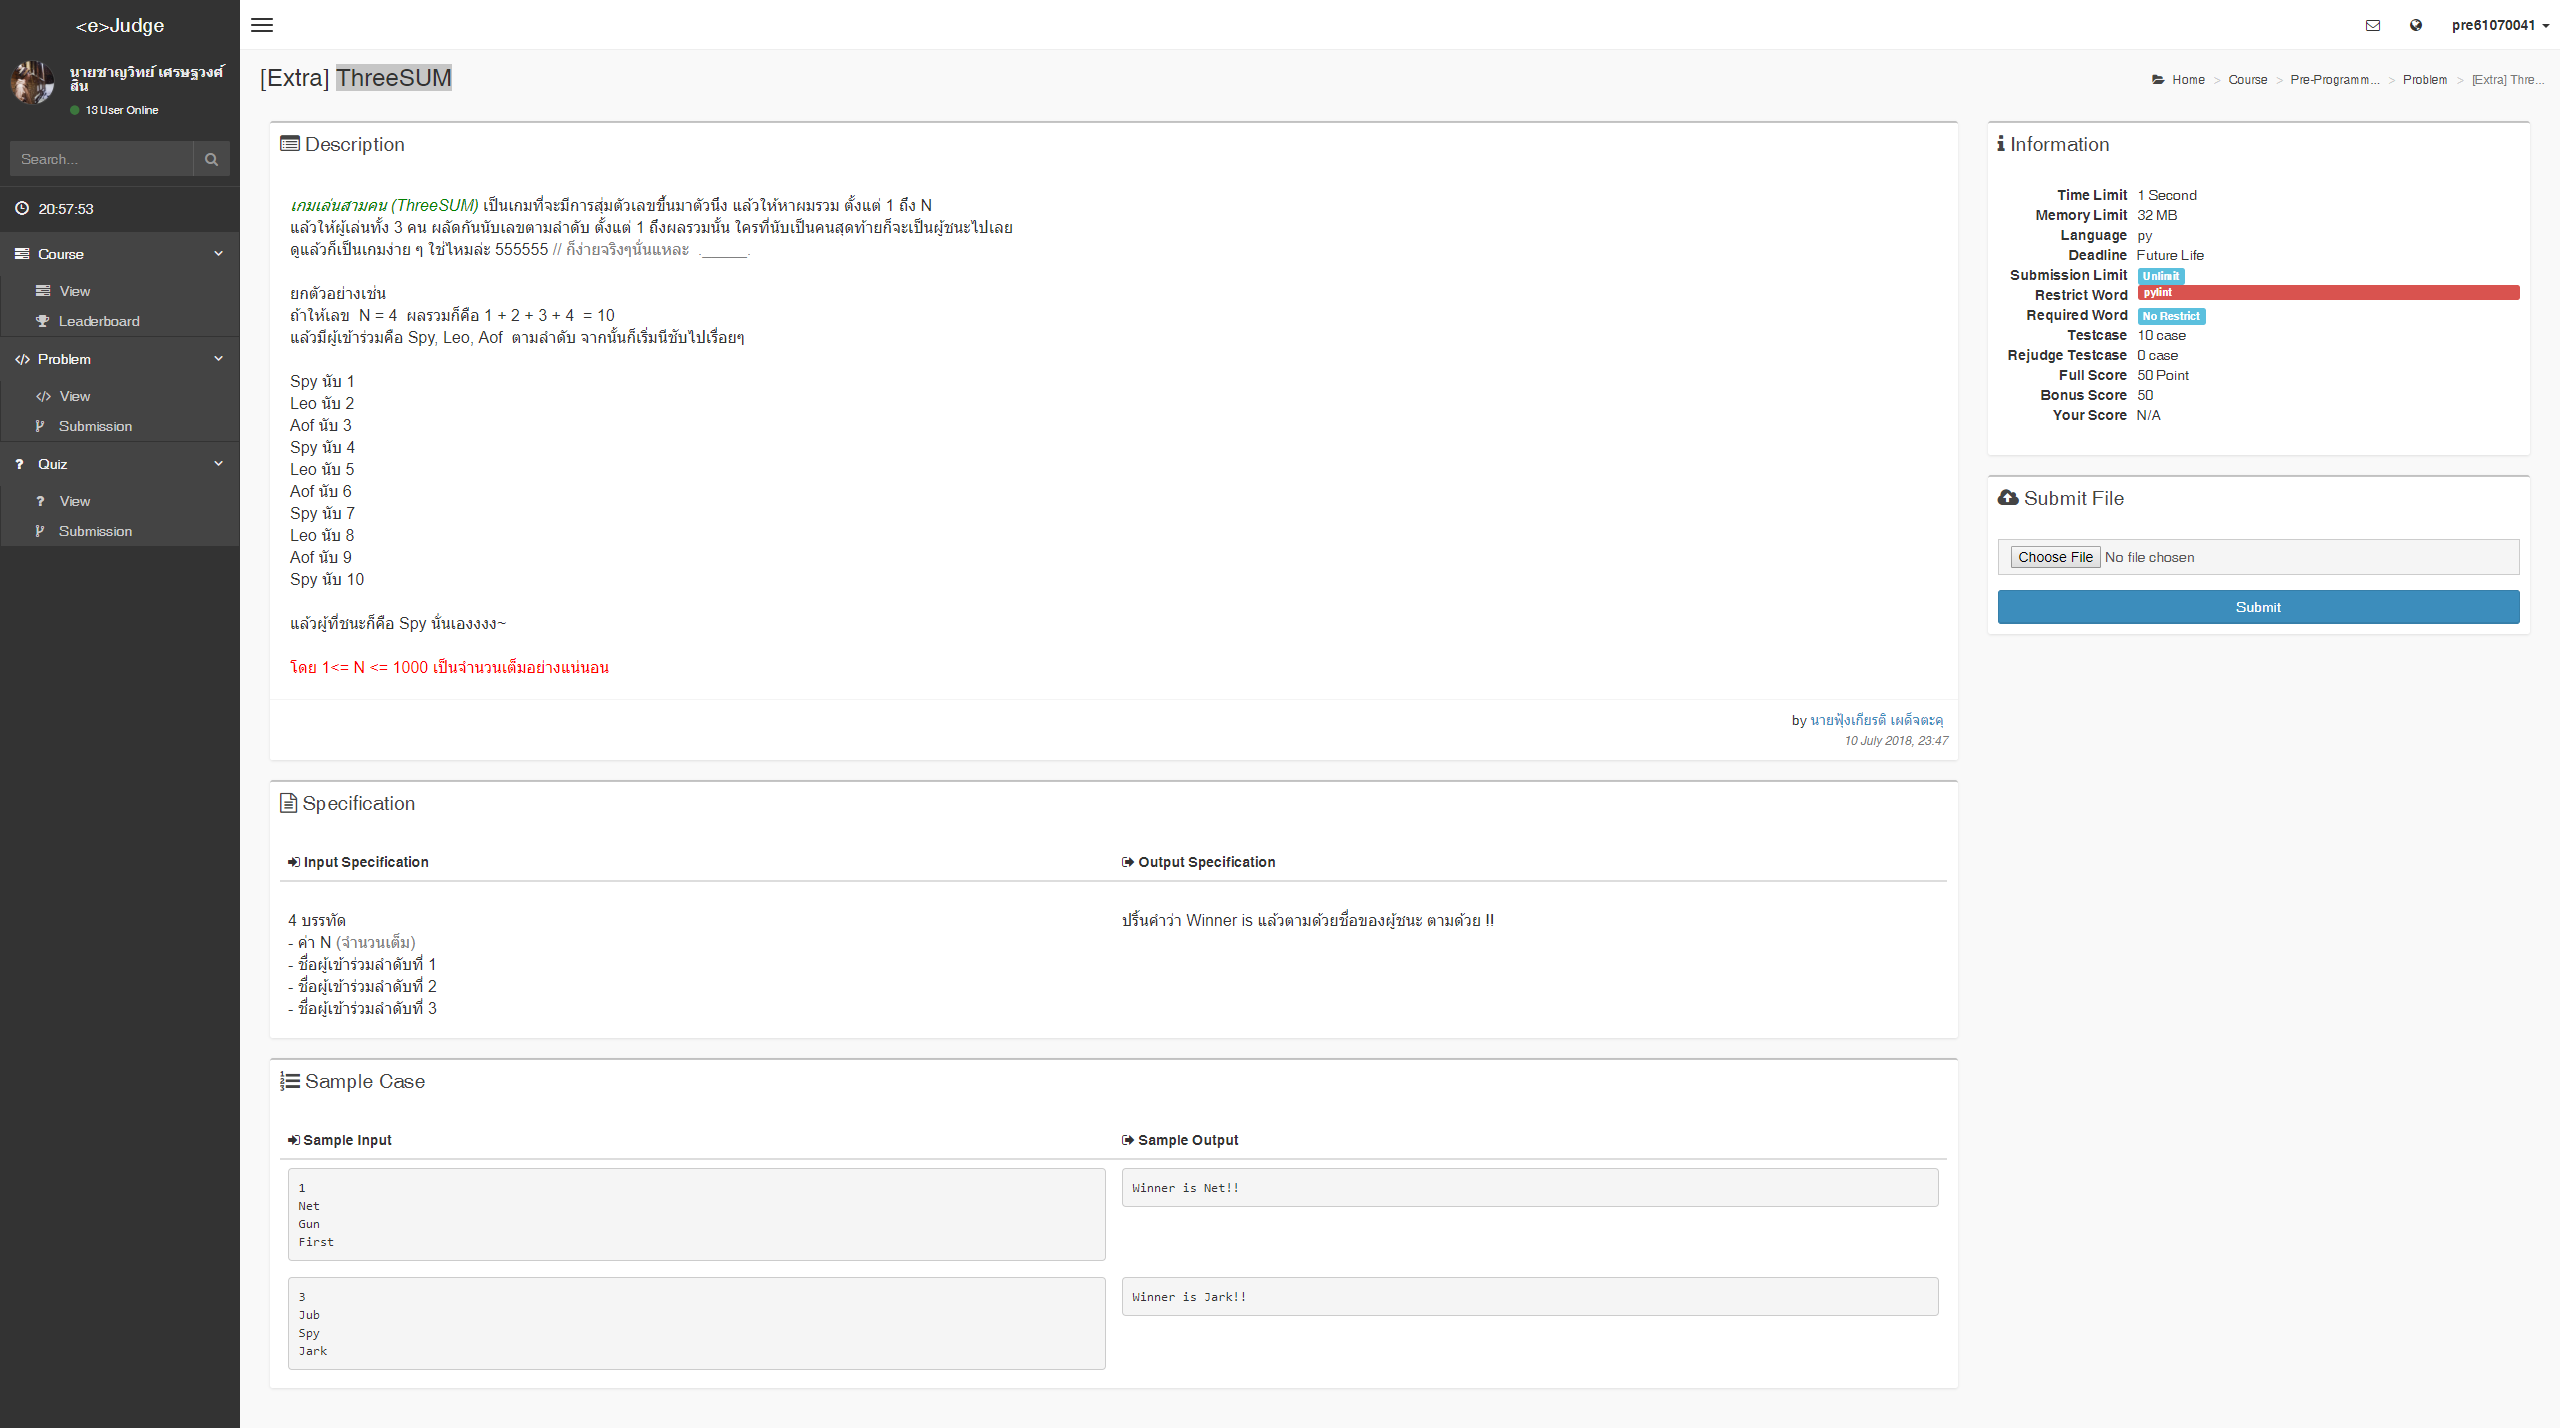 <e>Judge
pre61070041
นายชาญวิทย์ เศรษฐวงศ์
สิน
13 User Online
Search...
20:57:53
Course
View
Leaderboard
Problem
View
Submission
Quiz
View
Submission
[Extra] ThreeSUM
Home > Course > Pre-Programm... > Problem > [Extra] Thre...
Description
เกมเล่นสามคน (ThreeSUM) เป็นเกมที่จะมีการสุ่มตัวเลขขึ้นมาตัวนึง แล้วให้หาผมรวม ตั้งแต่ 1 ถึง N
แล้วให้ผู้เล่นทั้ง 3 คน ผลัดกันนับเลขตามลำดับ ตั้งแต่ 1 ถึงผลรวมนั้น ใครที่นับเป็นคนสุดท้ายก็จะเป็นผู้ชนะไปเลย
ดูแล้วก็เป็นเกมง่าย ๆ ใช่ไหมล่ะ 555555 // ก็ง่ายจริงๆนั่นแหละ ._____.
ยกตัวอย่างเช่น
ถ้าให้เลข N = 4 ผลรวมก็คือ 1 + 2 + 3 + 4 = 10
แล้วมีผู้เข้าร่วมคือ Spy, Leo, Aof ตามลำดับ จากนั้นก็เริ่มนีชับไปเรื่อยๆ
Spy นับ 1
Leo นับ 2
Aof นับ 3
Spy นับ 4
Leo นับ 5
Aof นับ 6
Spy นับ 7
Leo นับ 8
Aof นับ 9
Spy นับ 10
แล้วผู้ที่ชนะก็คือ Spy นั่นเองงงง~
โดย 1<= N <= 1000 เป็นจำนวนเต็มอย่างแน่นอน
by นายฟุ้งเกียรติ เผด็จตะคุ
10 July 2018, 23:47
Information
Time Limit 1 Second
Memory Limit 32 MB
Language py
Deadline Future Life
Submission Limit Unlimit
Restrict Word pylint
Required Word No Restrict
Testcase 10 case
Rejudge Testcase 0 case
Full Score 50 Point
Bonus Score 50
Your Score N/A
Submit File
Choose File No file chosen
Submit
Specification
Input Specification
4 บรรทัด
- ค่า N (จำนวนเต็ม)
- ชื่อผู้เข้าร่วมลำดับที่ 1
- ชื่อผู้เข้าร่วมลำดับที่ 2
- ชื่อผู้เข้าร่วมลำดับที่ 3
Output Specification
ปริ้นคำว่า Winner is แล้วตามด้วยชื่อของผู้ชนะ ตามด้วย !!
Sample Case
Sample Input
Sample Output
1
Net
Gun
First
Winner is Net!!
3
Jub
Spy
Jark
Winner is Jark!!